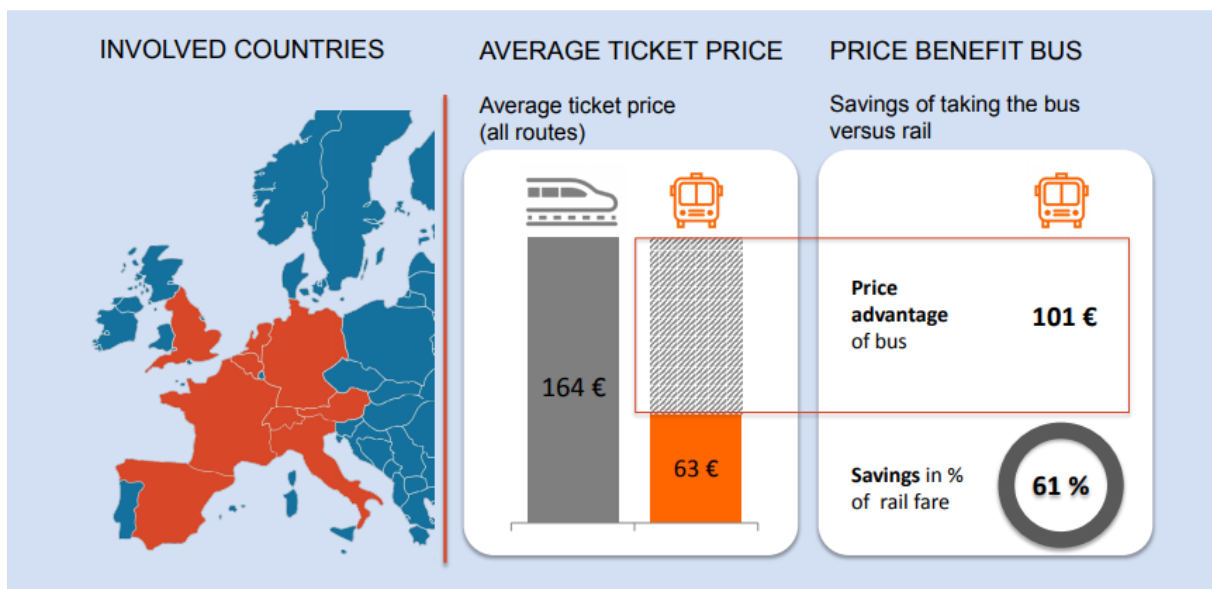 INVOLVED COUNTRIES
AVERAGE TICKET PRICE
Average ticket price
(all routes)
164 €
63 €
PRICE BENEFIT BUS
Savings of taking the bus
versus rail
Price
advantage
of bus
101 €
Savings in %
of rail fare
61 %